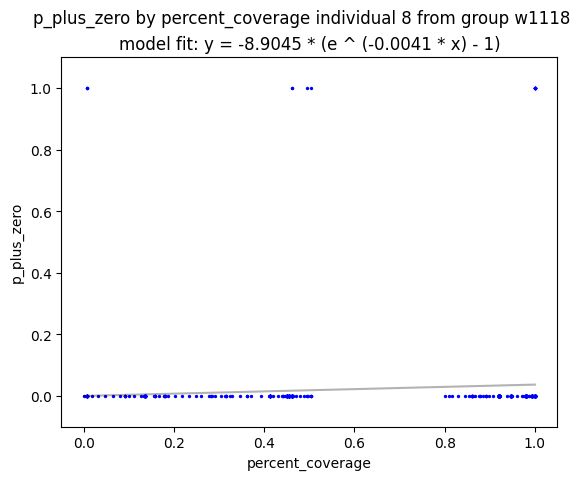 p_plus_zero by percent_coverage individual 8 from group w1118
model fit: y = -8.9045 * (e ^ (-0.0041 * x) - 1)
1.0
0.8
0.6
0.4
0.2
0.0
p_plus_zero
0.0 0.2 0.4 0.6 0.8 1.0
percent_coverage